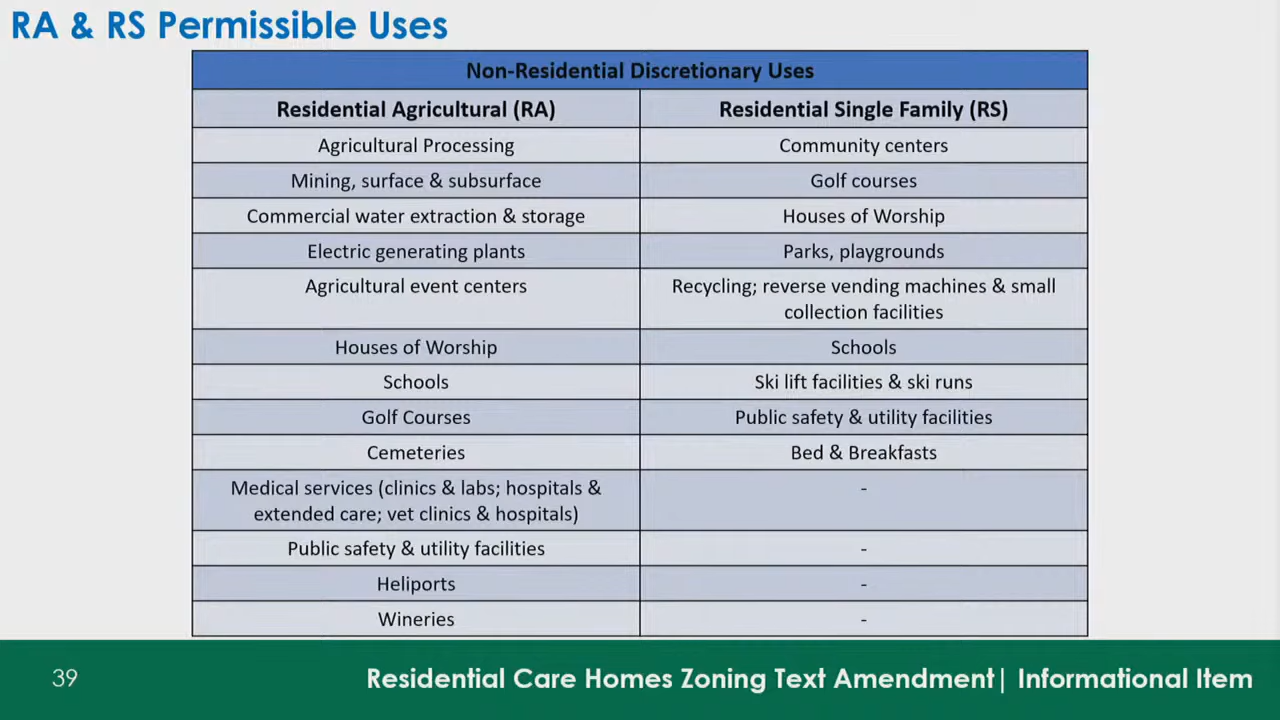 RA & RS Permissible Uses
Non-Residential Discretionary Uses
Residential Agricultural (RA)
Residential Single Family (RS)
Agricultural Processing
Community centers
Mining, surface & subsurface
Golf courses
Commercial water extraction & storage
Houses of Worship
Electric generating plants
Parks, playgrounds
Agricultural event centers
Recycling; reverse vending machines & small
collection facilities
Houses of Worship
Schools
Schools
Ski lift facilities & ski runs
Golf Courses
Public safety & utility facilities
Cemeteries
Bed & Breakfasts
Medical services (clinics & labs; hospitals &
extended care; vet clinics & hospitals)
-
Public safety & utility facilities
-
Heliports
-
Wineries
-
39
Residential Care Homes Zoning Text Amendment| Informational Item